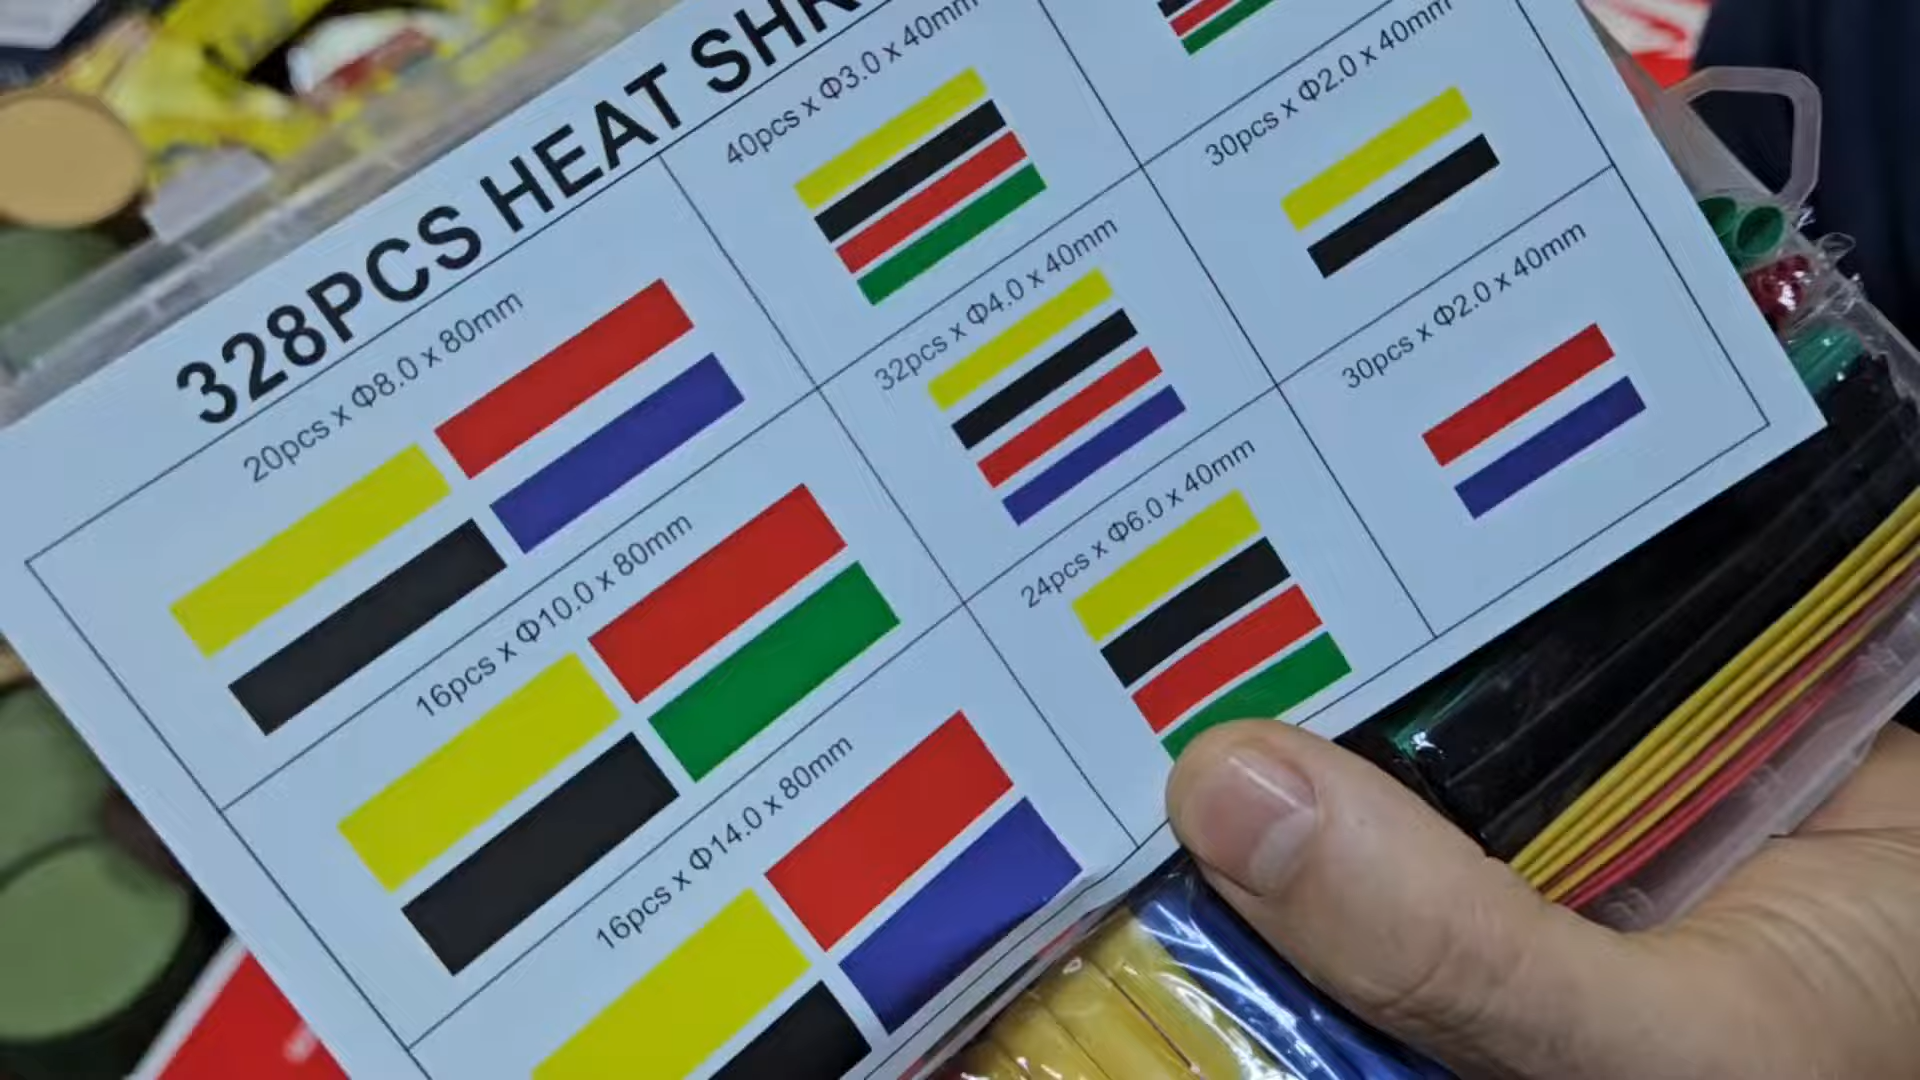 328PCS HEAT
20pcs x Φ8.0 x 80mm
16pcs x Φ10.0 x 80mm
16pcs x Φ14.0 x 80mm
40pcs x Φ3.0 x 40mm
32pcs x Φ4.0 x 40mm
24pcs x Φ6.0 x 40mm
30pcs x Φ2.0 x 40mm
30pcs x Φ2.0 x 40mm